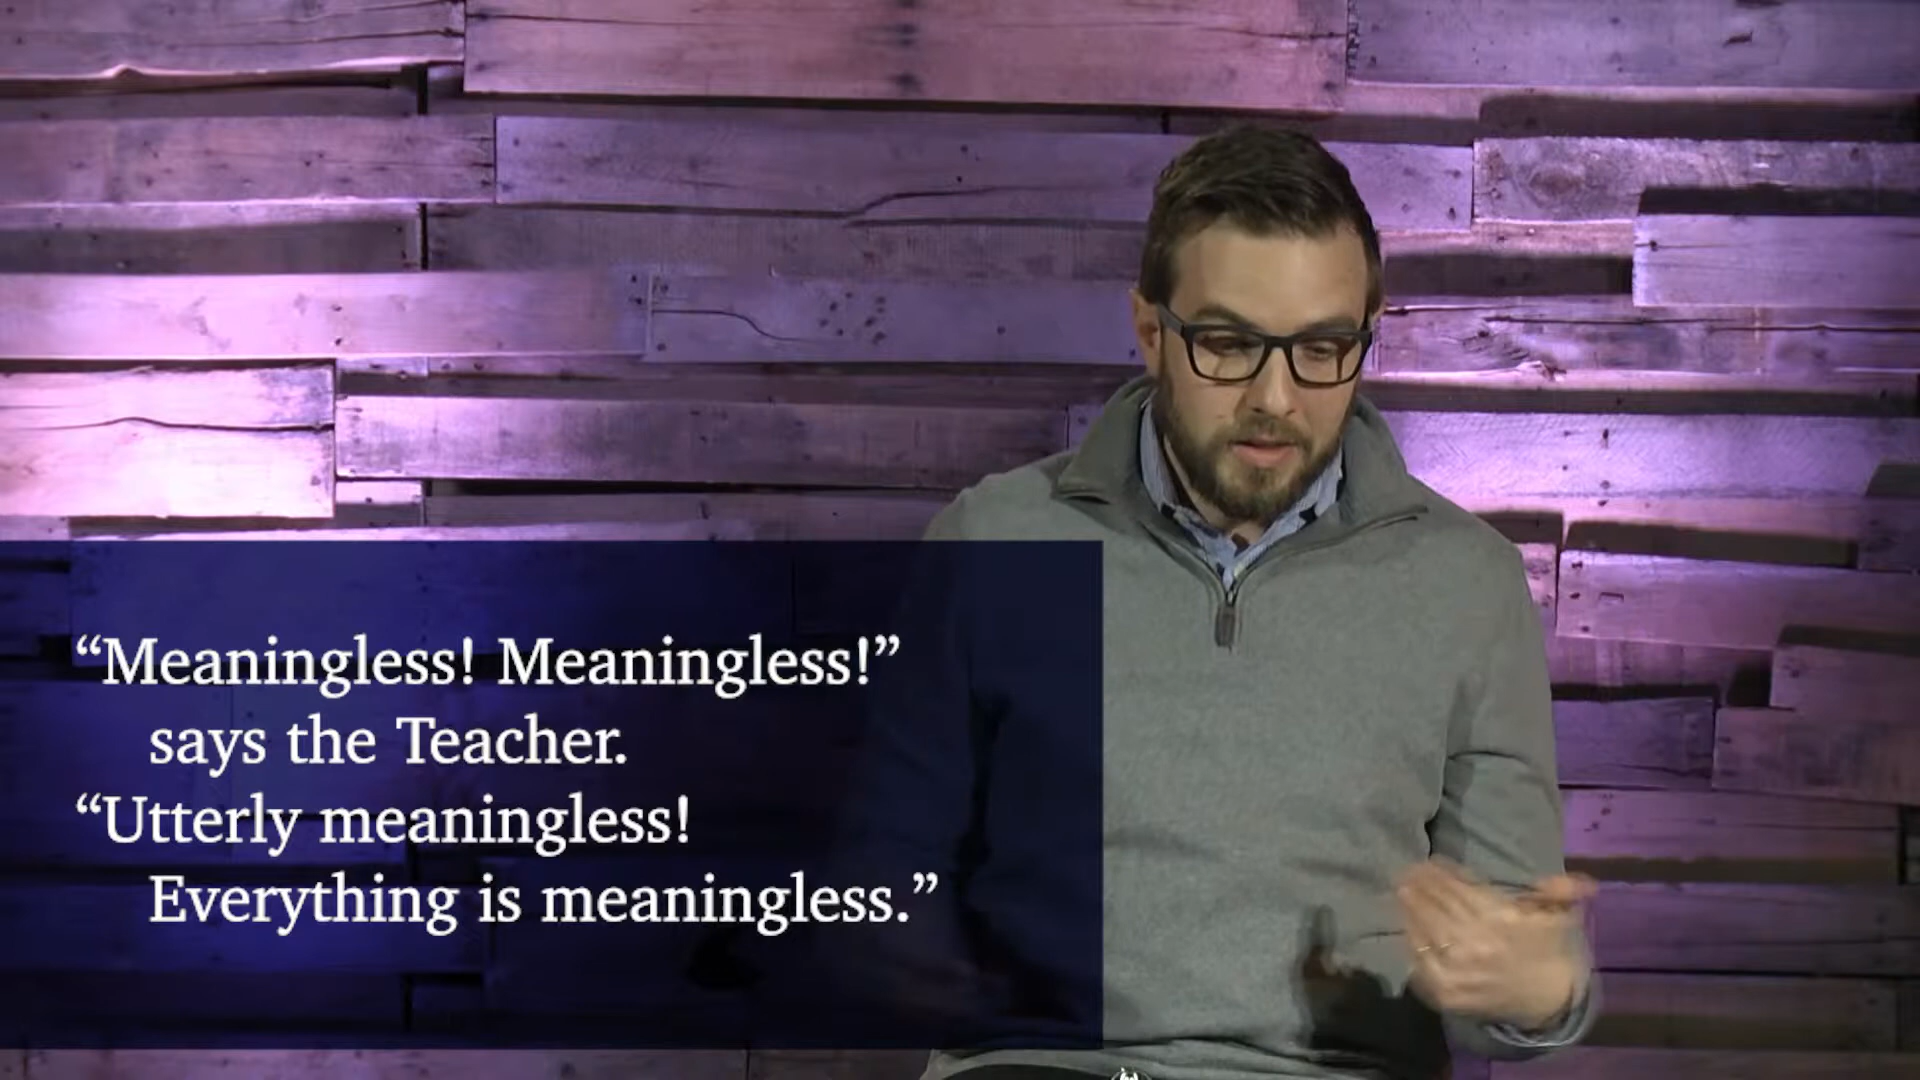 “Meaningless! Meaningless!”
says the Teacher.
“Utterly meaningless!
Everything is meaningless.”